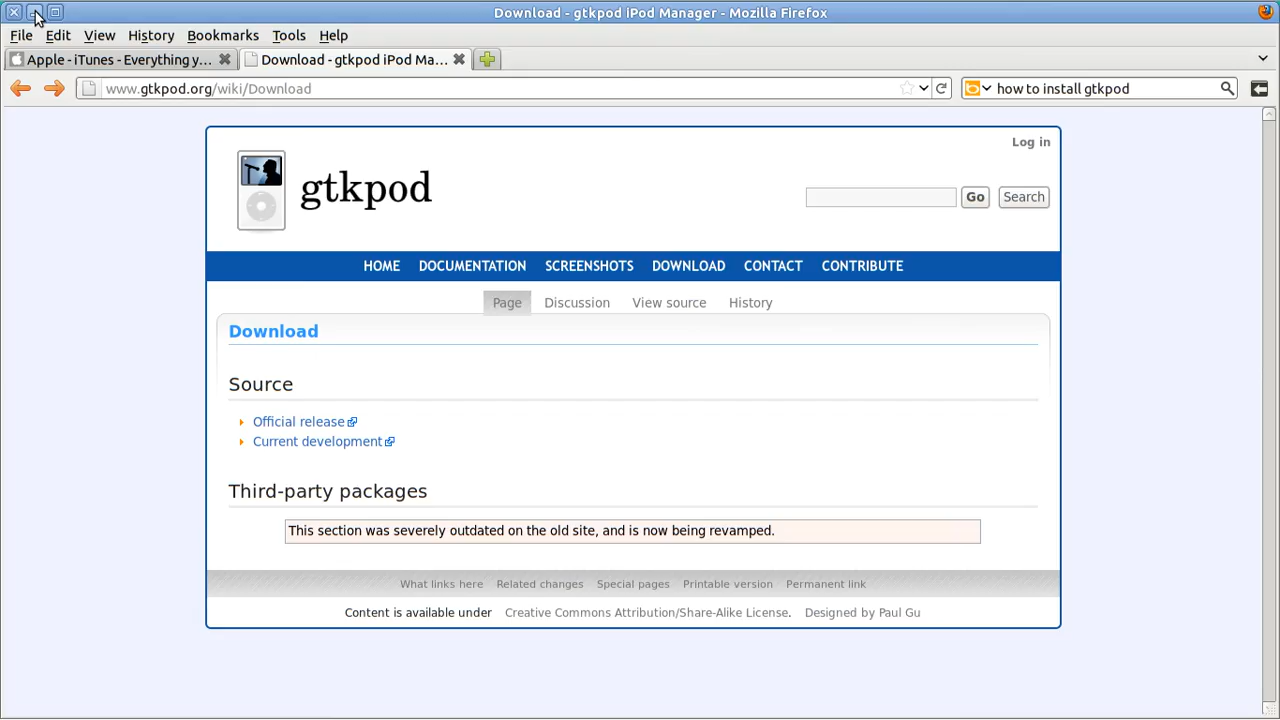 Download - gtkpod iPod Manager - Mozilla Firefox
File Edit View History Bookmarks Tools Help
Apple - iTunes - Everything y... Download - gtkpod iPod Ma...
www.gtkpod.org/wiki/Download how to install gtkpod
Log in
gtkpod
Go Search
HOME DOCUMENTATION SCREENSHOTS DOWNLOAD CONTACT CONTRIBUTE
Page Discussion View source History
Download
Source
Official release
Current development
Third-party packages
This section was severely outdated on the old site, and is now being revamped.
What links here Related changes Special pages Printable version Permanent link
Content is available under Creative Commons Attribution/Share-Alike License. Designed by Paul Gu